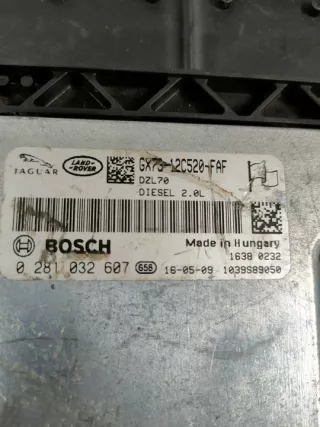 JAGUAR
LAND ROVER
GX73-12C520-FAF
DZL70
DIESEL 2.0L
BOSCH
Made in Hungary
1638 0232
0 281 032 607 656 16-05-09 1039S89050